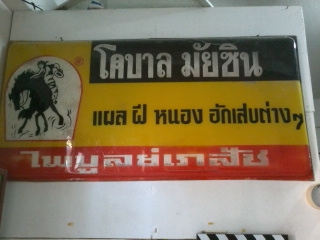 โคบาล มัยซิน
แผล ฝี หนอง อักเสบต่างๆ
ไพบูลย์เภสัช